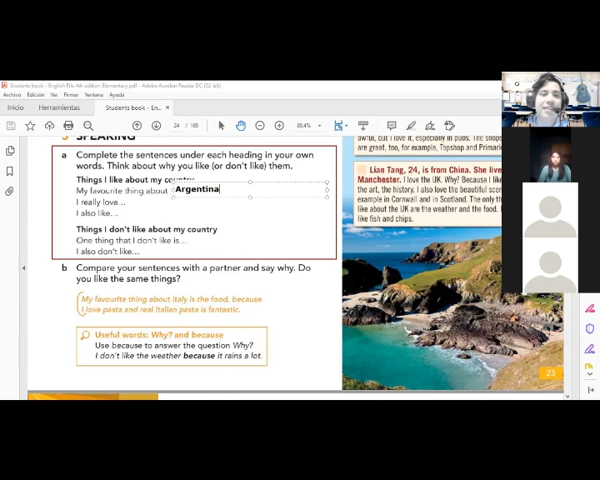 Students book - English File 4th edition Elementary.pdf - Adobe Acrobat Reader DC (32-bit)
Archivo Edición Ver Firmar Ventana Ayuda
Inicio Herramientas Students book - En... ×
24 / 169 59,4%
SPEAKING
a Complete the sentences under each heading in your own
words. Think about why you like (or don't like) them.
Things I like about my country
My favourite thing about Argentina
I really love...
I also like...
Things I don't like about my country
One thing that I don't like is...
I also don't like...
b Compare your sentences with a partner and say why. Do
you like the same things?
My favourite thing about Italy is the food, because
I love pasta and real Italian pasta is fantastic.
Useful words: Why? and because
Use because to answer the question Why?
I don't like the weather because it rains a lot.
awful, but I love it, especially in pubs. The shops
are great, too, for example, Topshop and Primark
Lian Tang, 24, is from China. She live
Manchester. I love the UK. Why? Because I like
the art, the history. I also love the beautiful scen
example in Cornwall and in Scotland. The only th
like about the UK are the weather and the food. I
like fish and chips.
23